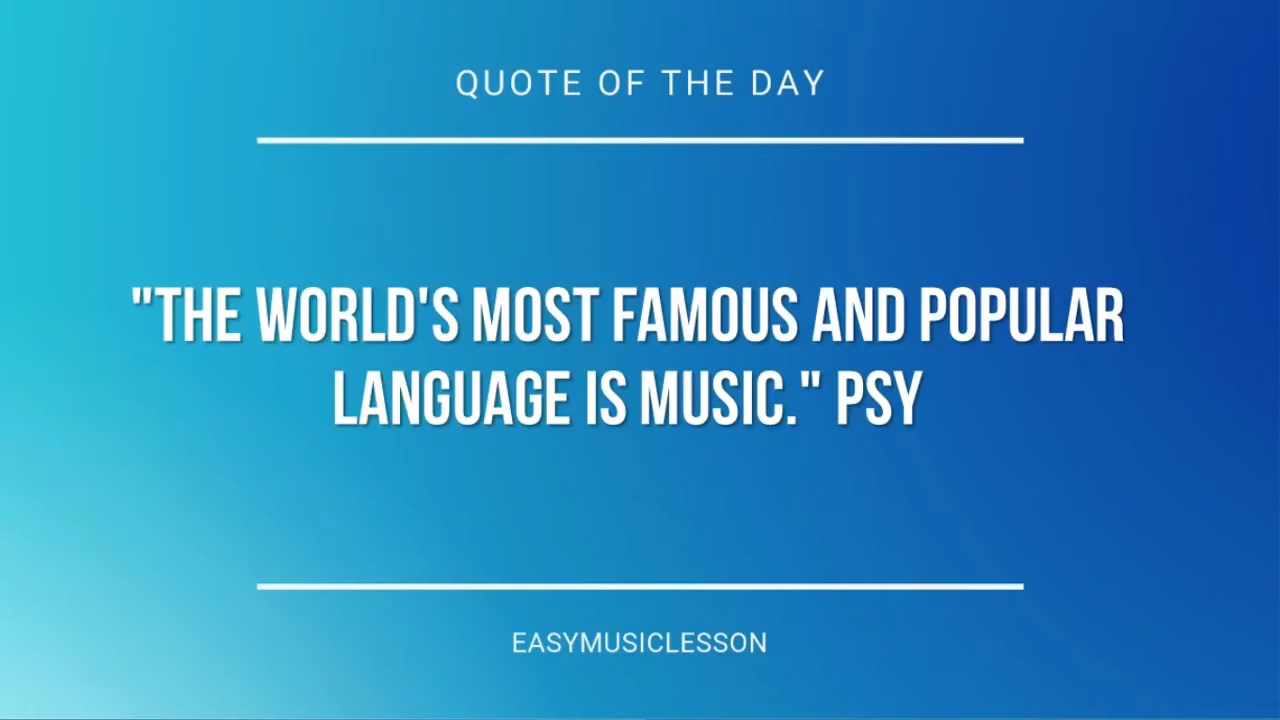 QUOTE OF THE DAY
"THE WORLD'S MOST FAMOUS AND POPULAR
LANGUAGE IS MUSIC." PSY
EASYMUSICLESSON